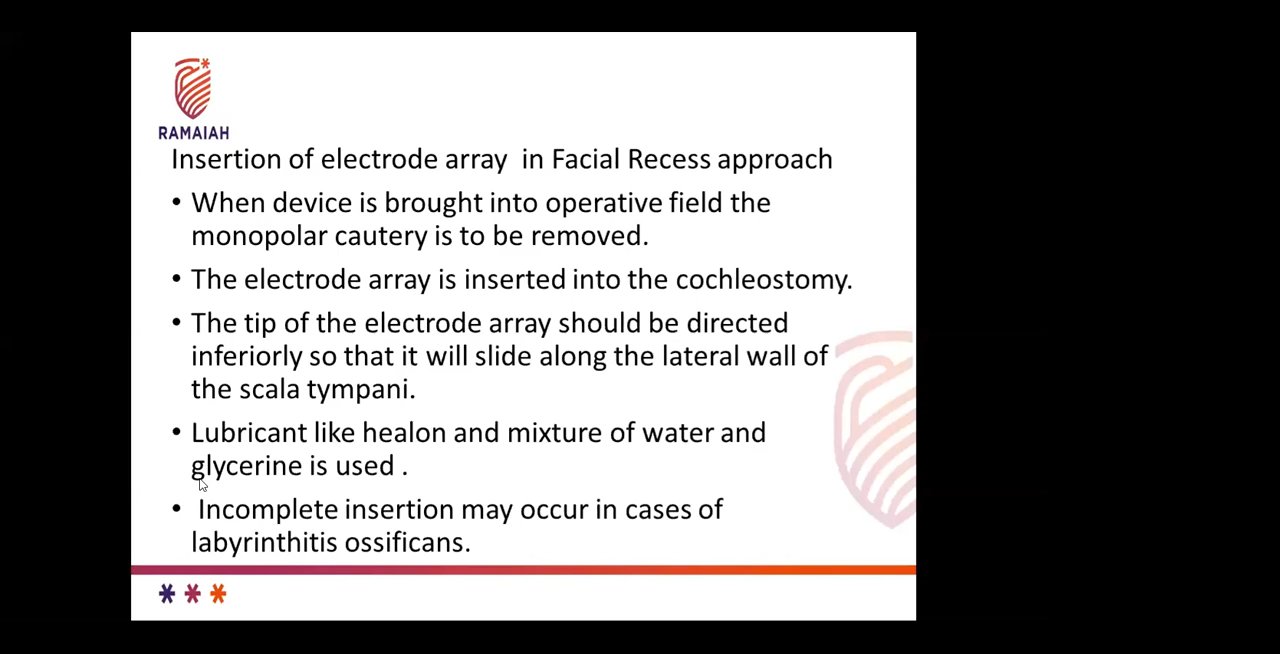 RAMAIAH
Insertion of electrode array in Facial Recess approach
• When device is brought into operative field the
monopolar cautery is to be removed.
• The electrode array is inserted into the cochleostomy.
• The tip of the electrode array should be directed
inferiorly so that it will slide along the lateral wall of
the scala tympani.
• Lubricant like healon and mixture of water and
glycerine is used .
• Incomplete insertion may occur in cases of
labyrinthitis ossificans.